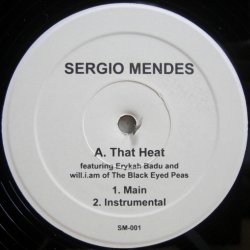 SERGIO MENDES
A. That Heat
featuring Erykah Badu and
will.i.am of The Black Eyed Peas
1. Main
2. Instrumental
SM-001